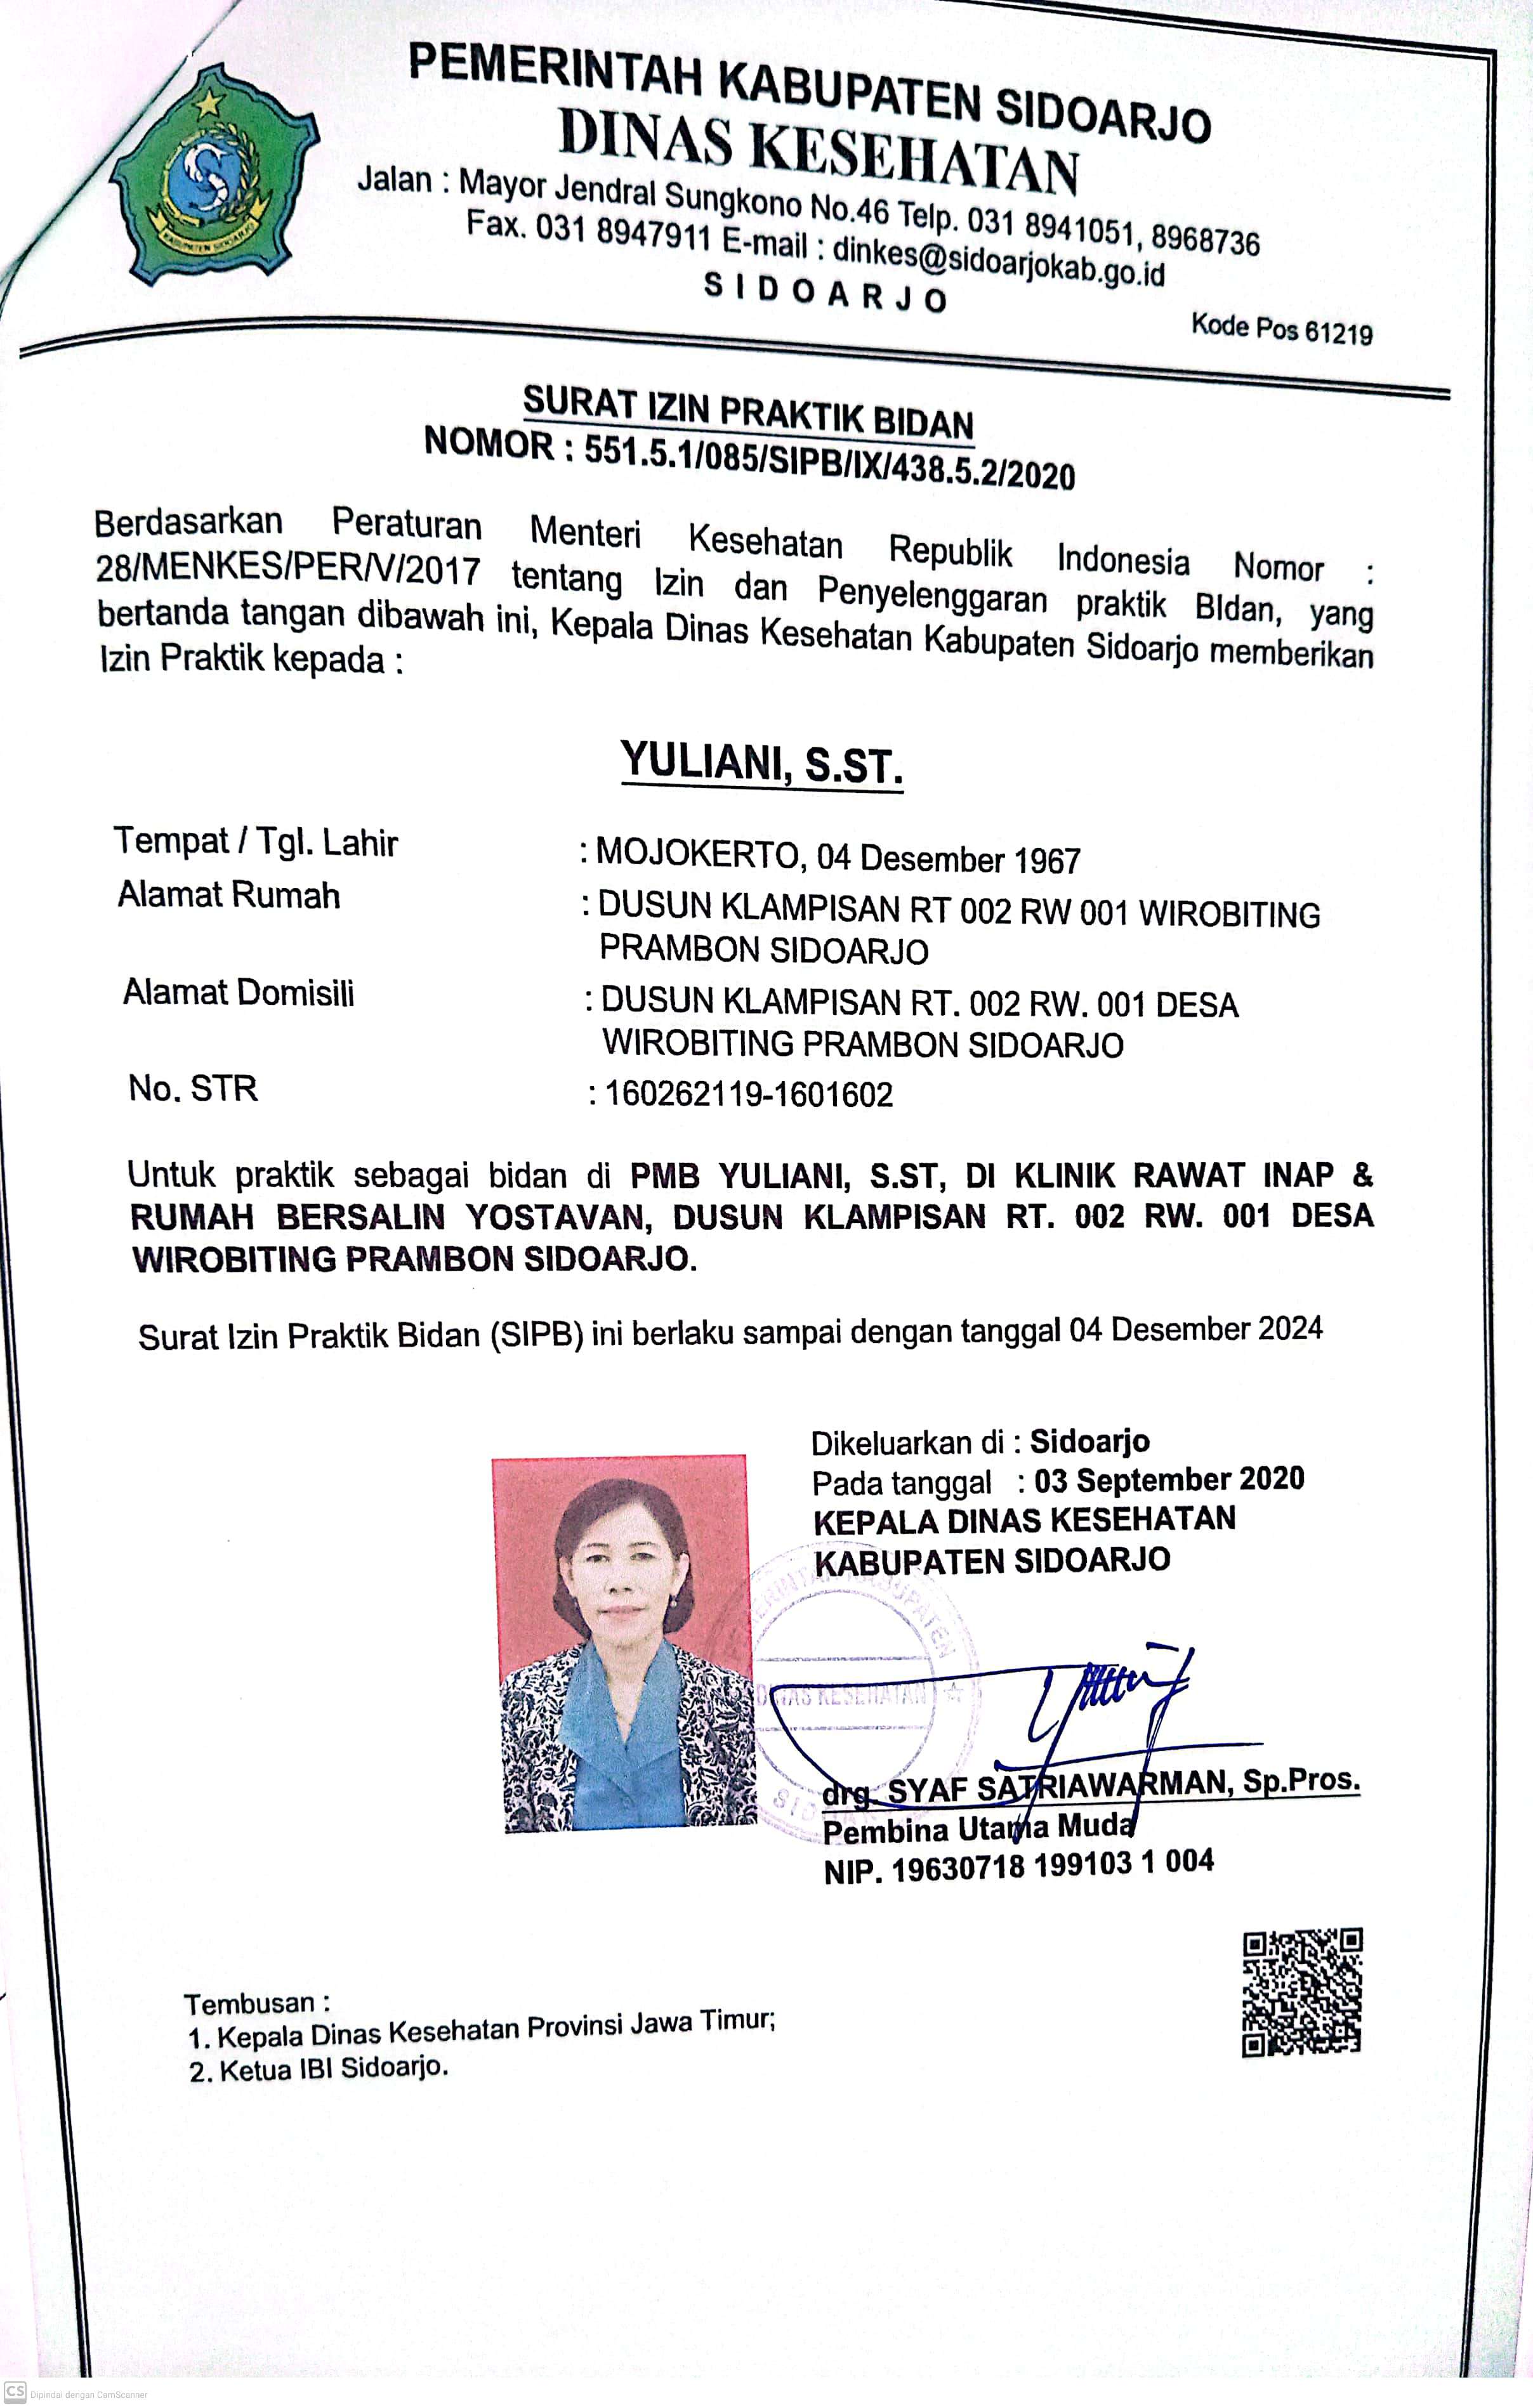 PEMERINTAH KABUPATEN SIDOARJO
DINAS KESEHATAN
Jalan : Mayor Jendral Sungkono No.46 Telp. 031 8941051, 8968736
Fax. 031 8947911 E-mail : dinkes@sidoarjokab.go.id
SIDOARJO
Kode Pos 61219
KABUPATEN SIDOARJO
SURAT IZIN PRAKTIK BIDAN
NOMOR : 551.5.1/085/SIPB/IX/438.5.2/2020
Berdasarkan Peraturan Menteri Kesehatan Republik Indonesia Nomor :
28/MENKES/PER/V/2017 tentang Izin dan Penyelenggaran praktik BIdan, yang
bertanda tangan dibawah ini, Kepala Dinas Kesehatan Kabupaten Sidoarjo memberikan
Izin Praktik kepada :
YULIANI, S.ST.
Tempat / Tgl. Lahir : MOJOKERTO, 04 Desember 1967
Alamat Rumah : DUSUN KLAMPISAN RT 002 RW 001 WIROBITING
PRAMBON SIDOARJO
Alamat Domisili : DUSUN KLAMPISAN RT. 002 RW. 001 DESA
WIROBITING PRAMBON SIDOARJO
No. STR : 160262119-1601602
Untuk praktik sebagai bidan di PMB YULIANI, S.ST, DI KLINIK RAWAT INAP &
RUMAH BERSALIN YOSTAVAN, DUSUN KLAMPISAN RT. 002 RW. 001 DESA
WIROBITING PRAMBON SIDOARJO.
Surat Izin Praktik Bidan (SIPB) ini berlaku sampai dengan tanggal 04 Desember 2024
Dikeluarkan di : Sidoarjo
Pada tanggal : 03 September 2020
KEPALA DINAS KESEHATAN
KABUPATEN SIDOARJO
DINAS KESEHATAN
drg. SYAF SATRIAWARMAN, Sp.Pros.
Pembina Utama Muda
NIP. 19630718 199103 1 004
Tembusan :
1. Kepala Dinas Kesehatan Provinsi Jawa Timur;
2. Ketua IBI Sidoarjo.
CS Dipindai dengan CamScanner